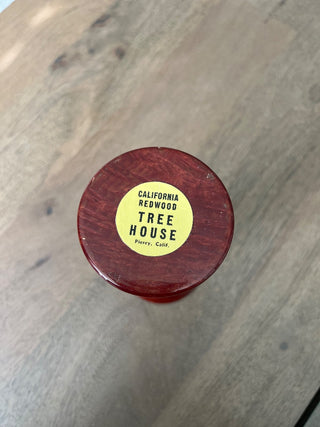 CALIFORNIA
REDWOOD
TREE
HOUSE
Piercy, Calif.